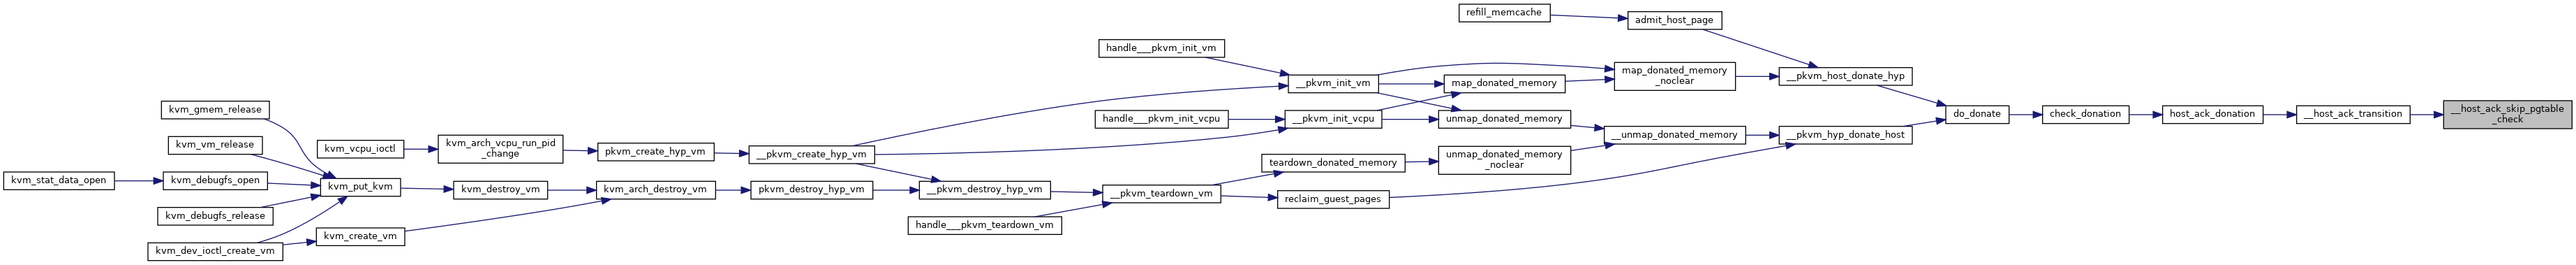 refill_memcache
admit_host_page
handle___pkvm_init_vm
__pkvm_init_vm
map_donated_memory
map_donated_memory
_noclear
__pkvm_host_donate_hyp
kvm_gmem_release
handle___pkvm_init_vcpu
__pkvm_init_vcpu
unmap_donated_memory
do_donate
check_donation
host_ack_donation
__host_ack_transition
__host_ack_skip_pgtable
_check
kvm_vm_release
kvm_vcpu_ioctl
kvm_arch_vcpu_run_pid
_change
pkvm_create_hyp_vm
__pkvm_create_hyp_vm
__unmap_donated_memory
__pkvm_hyp_donate_host
teardown_donated_memory
unmap_donated_memory
_noclear
kvm_stat_data_open
kvm_debugfs_open
kvm_put_kvm
kvm_destroy_vm
kvm_arch_destroy_vm
pkvm_destroy_hyp_vm
__pkvm_destroy_hyp_vm
__pkvm_teardown_vm
reclaim_guest_pages
kvm_debugfs_release
handle___pkvm_teardown_vm
kvm_create_vm
kvm_dev_ioctl_create_vm